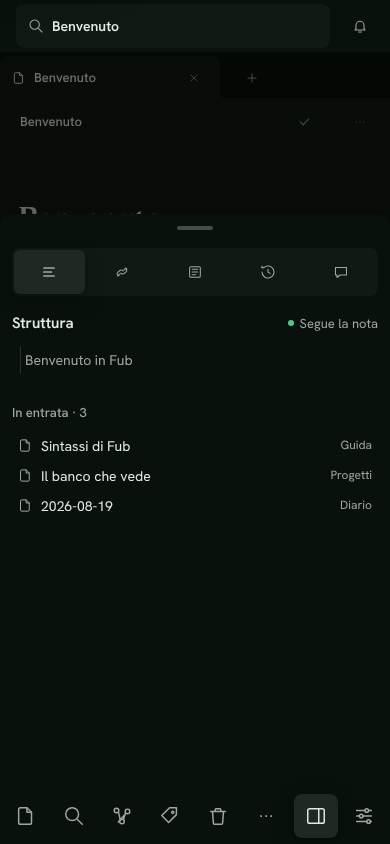 Benvenuto
Benvenuto
Benvenuto
Struttura
Segue la nota
Benvenuto in Fub
In entrata · 3
Sintassi di Fub
Guida
Il banco che vede
Progetti
2026-08-19
Diario